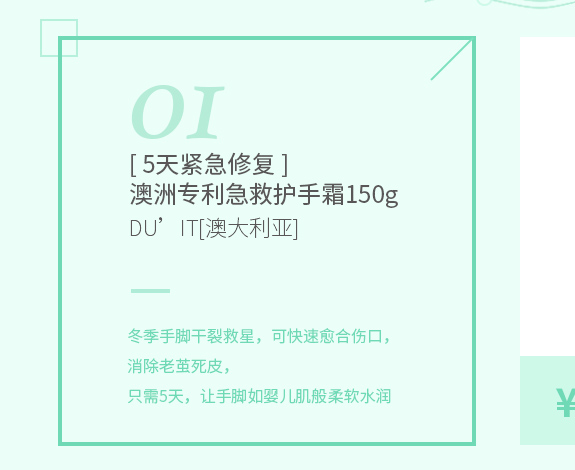 01
[ 5天紧急修复 ]
澳洲专利急救护手霜150g
DU’ IT[澳大利亚]
冬季手脚干裂救星，可快速愈合伤口，
消除老茧死皮，
只需5天，让手脚如婴儿肌般柔软水润
¥